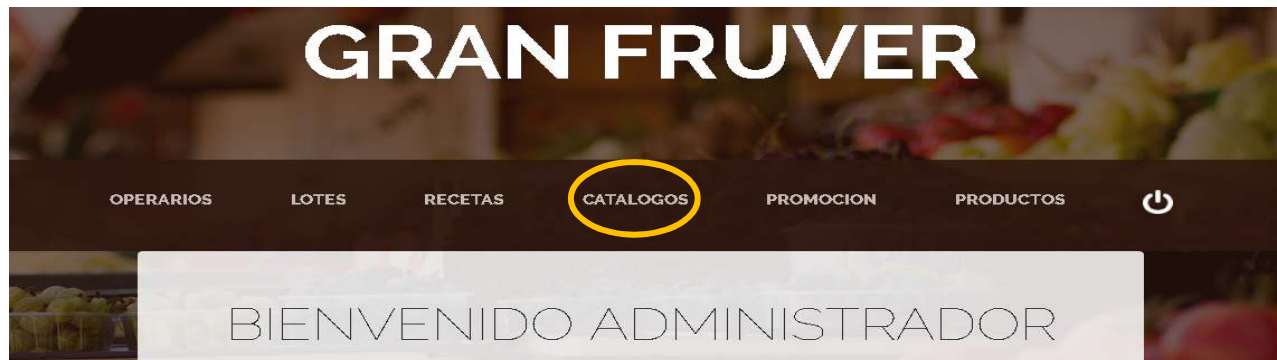 GRAN FRUVER
OPERARIOS LOTES RECETAS CATALOGOS PROMOCION PRODUCTOS
BIENVENIDO ADMINISTRADOR